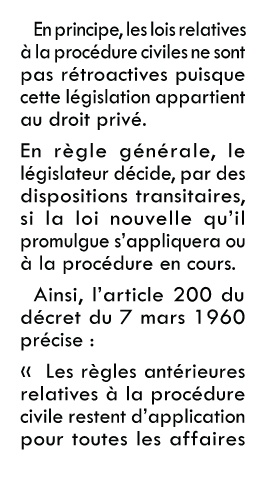 En principe, les lois relatives
à la procédure civiles ne sont
pas rétroactives puisque
cette législation appartient
au droit privé.
En règle générale, le
législateur décide, par des
dispositions transitaires,
si la loi nouvelle qu'il
promulgue s'appliquera ou
à la procédure en cours.
Ainsi, l'article 200 du
décret du 7 mars 1960
précise :
« Les règles antérieures
relatives à la procédure
civile restent d'application
pour toutes les affaires